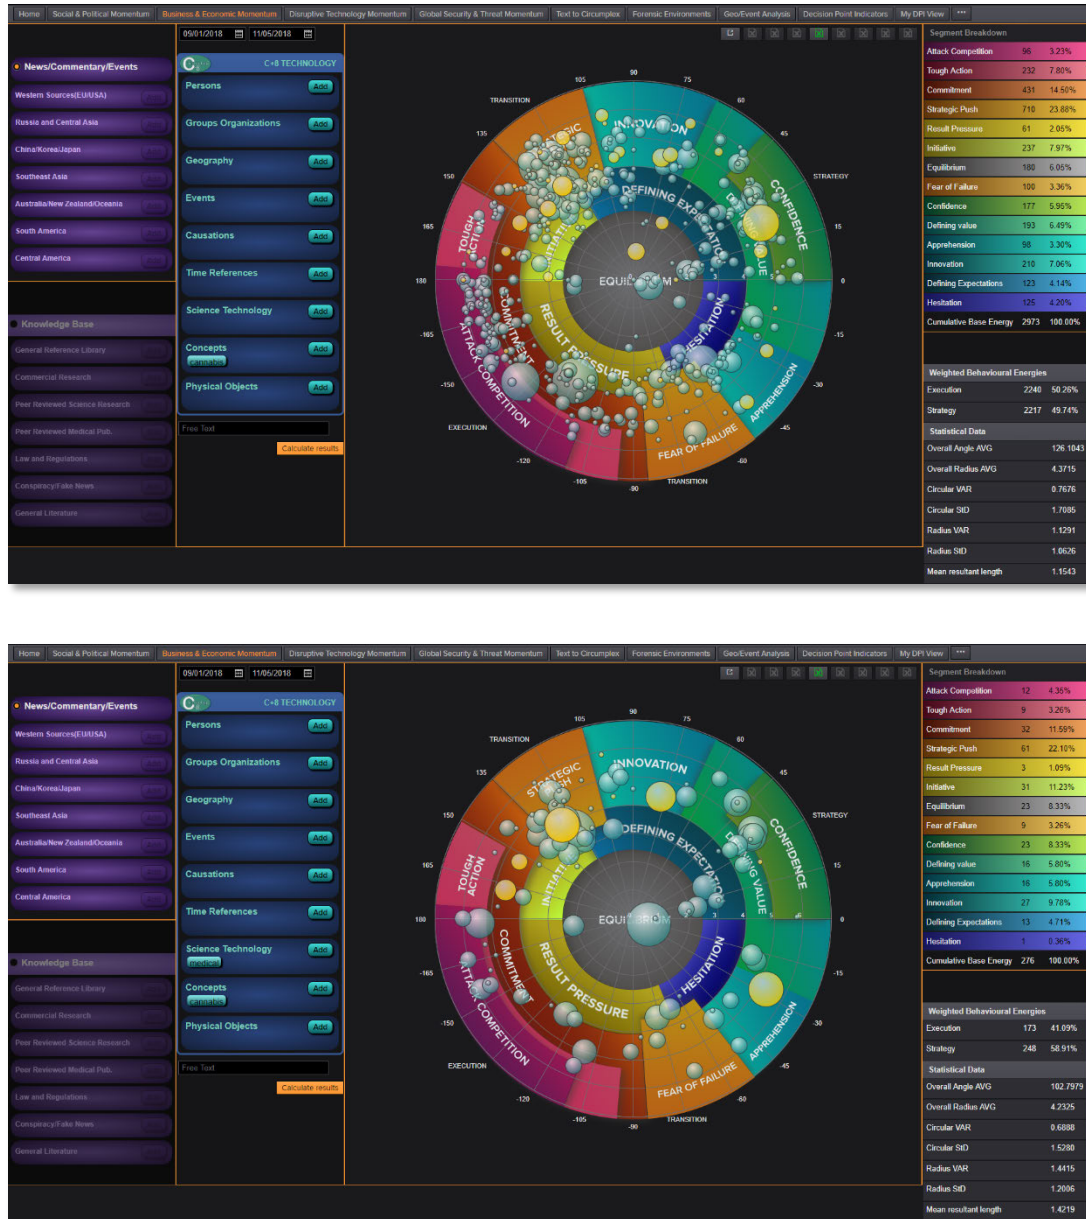 Home Social & Political Momentum Business & Economic Momentum Disruptive Technology Momentum Global Security & Threat Momentum Text to Circumplex Forensic Environments Geo/Event Analysis Decision Point Indicators My DPI View •••
09/01/2018 11/05/2018
News/Commentary/Events
Western Sources(EU/USA)
Russia and Central Asia
China/Korea/Japan
Southeast Asia
Australia/New Zealand/Oceania
South America
Central America
Knowledge Base
General Reference Library
Commercial Research
Peer Reviewed Science Research
Peer Reviewed Medical Pub.
Law and Regulations
Conspiracy/Fake News
General Literature
C+8 TECHNOLOGY
Persons Add
Groups Organizations Add
Geography Add
Events Add
Causations Add
Time References Add
Science Technology Add
Concepts Add
cannabis
Physical Objects Add
Free Text
Calculate results
90
105 75
TRANSITION 60
135 45
150 STRATEGY
165 15
180 0
-165 -15
-150 -30
EXECUTION -45
-120 -60
-105 TRANSITION
-90
INNOVATION
DEFINING EXPECTATION
CONFIDENCE
TOUGH ACTION
EQUILIBRIUM
COMMITMENT
RESULT PRESSURE
HESITATION
ATTACK COMPETITION
APPREHENSION
FEAR OF FAILURE
Segment Breakdown
Attack Competition 96 3.23%
Tough Action 232 7.80%
Commitment 431 14.50%
Strategic Push 710 23.88%
Result Pressure 61 2.05%
Initiative 237 7.97%
Equilibrium 180 6.05%
Fear of Failure 100 3.36%
Confidence 177 5.95%
Defining value 193 6.49%
Apprehension 98 3.30%
Innovation 210 7.06%
Defining Expectations 123 4.14%
Hesitation 125 4.20%
Cumulative Base Energy 2973 100.00%
Weighted Behavioural Energies
Execution 2240 50.26%
Strategy 2217 49.74%
Statistical Data
Overall Angle AVG 126.1043
Overall Radius AVG 4.3715
Circular VAR 0.7676
Circular StD 1.7085
Radius VAR 1.1291
Radius StD 1.0626
Mean resultant length 1.1543
Home Social & Political Momentum Business & Economic Momentum Disruptive Technology Momentum Global Security & Threat Momentum Text to Circumplex Forensic Environments Geo/Event Analysis Decision Point Indicators My DPI View •••
09/01/2018 11/05/2018
News/Commentary/Events
Western Sources(EU/USA)
Russia and Central Asia
China/Korea/Japan
Southeast Asia
Australia/New Zealand/Oceania
South America
Central America
Knowledge Base
General Reference Library
Commercial Research
Peer Reviewed Science Research
Peer Reviewed Medical Pub.
Law and Regulations
Conspiracy/Fake News
General Literature
C+8 TECHNOLOGY
Persons Add
Groups Organizations Add
Geography Add
Events Add
Causations Add
Time References Add
Science Technology Add
medical
Concepts Add
cannabis
Physical Objects Add
Free Text
Calculate results
90
105 75
TRANSITION 60
135 45
150 STRATEGY
165 15
180 0
-165 -15
-150 -30
EXECUTION -45
-120 -60
-105 TRANSITION
-90
STRATEGIC PUSH
INNOVATION
DEFINING EXPECTATION
CONFIDENCE
DEFINING VALUE
TOUGH ACTION
INITIATIVE
EQUILIBRIUM
COMMITMENT
RESULT PRESSURE
HESITATION
ATTACK COMPETITION
APPREHENSION
FEAR OF FAILURE
Segment Breakdown
Attack Competition 12 4.35%
Tough Action 9 3.26%
Commitment 32 11.59%
Strategic Push 61 22.10%
Result Pressure 3 1.09%
Initiative 31 11.23%
Equilibrium 23 8.33%
Fear of Failure 9 3.26%
Confidence 23 8.33%
Defining value 16 5.80%
Apprehension 16 5.80%
Innovation 27 9.78%
Defining Expectations 13 4.71%
Hesitation 1 0.36%
Cumulative Base Energy 276 100.00%
Weighted Behavioural Energies
Execution 173 41.09%
Strategy 248 58.91%
Statistical Data
Overall Angle AVG 102.7979
Overall Radius AVG 4.2325
Circular VAR 0.6888
Circular StD 1.5280
Radius VAR 1.4415
Radius StD 1.2006
Mean resultant length 1.4219